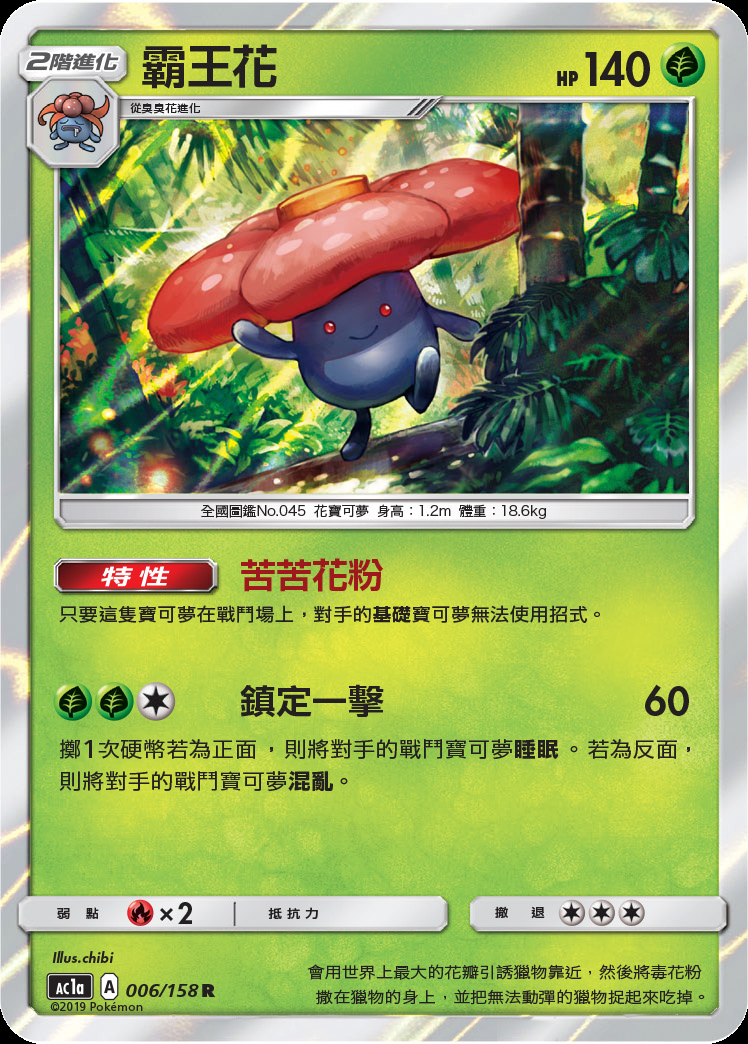 2階進化 霸王花 HP 140
從臭臭花進化
全國圖鑑No.045 花寶可夢 身高：1.2m 體重：18.6kg
特性 苦苦花粉
只要這隻寶可夢在戰鬥場上，對手的基礎寶可夢無法使用招式。
鎮定一擊 60
擲1次硬幣若為正面，則將對手的戰鬥寶可夢睡眠。若為反面，
則將對手的戰鬥寶可夢混亂。
弱點 ×2 抵抗力 撤退
Illus.chibi
會用世界上最大的花瓣引誘獵物靠近，然後將毒花粉
撒在獵物的身上，並把無法動彈的獵物捉起來吃掉。
AC1a A 006/158 R
©2019 Pokémon